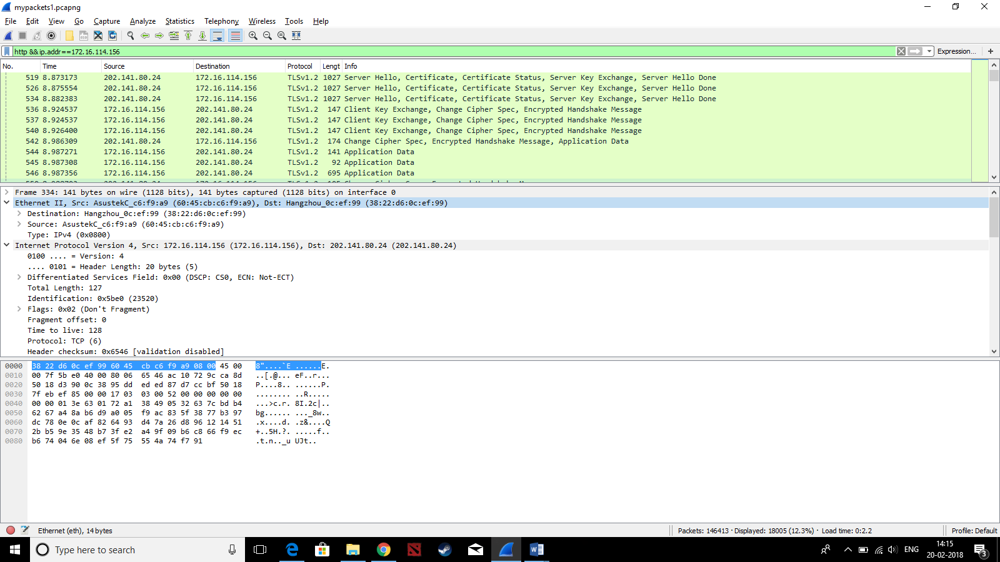 mypackets1.pcapng
File Edit View Go Capture Analyze Statistics Telephony Wireless Tools Help
http && ip.addr==172.16.114.156 Expression... +
No. Time Source Destination Protocol Lengt Info
519 8.873173 202.141.80.24 172.16.114.156 TLSv1.2 1027 Server Hello, Certificate, Certificate Status, Server Key Exchange, Server Hello Done
526 8.875554 202.141.80.24 172.16.114.156 TLSv1.2 1027 Server Hello, Certificate, Certificate Status, Server Key Exchange, Server Hello Done
534 8.882383 202.141.80.24 172.16.114.156 TLSv1.2 1027 Server Hello, Certificate, Certificate Status, Server Key Exchange, Server Hello Done
536 8.924537 172.16.114.156 202.141.80.24 TLSv1.2 147 Client Key Exchange, Change Cipher Spec, Encrypted Handshake Message
537 8.924537 172.16.114.156 202.141.80.24 TLSv1.2 147 Client Key Exchange, Change Cipher Spec, Encrypted Handshake Message
540 8.926400 172.16.114.156 202.141.80.24 TLSv1.2 147 Client Key Exchange, Change Cipher Spec, Encrypted Handshake Message
542 8.986309 202.141.80.24 172.16.114.156 TLSv1.2 174 Change Cipher Spec, Encrypted Handshake Message, Application Data
544 8.987271 172.16.114.156 202.141.80.24 TLSv1.2 141 Application Data
545 8.987308 172.16.114.156 202.141.80.24 TLSv1.2 92 Application Data
546 8.987356 172.16.114.156 202.141.80.24 TLSv1.2 695 Application Data
Frame 334: 141 bytes on wire (1128 bits), 141 bytes captured (1128 bits) on interface 0
Ethernet II, Src: AsustekC_c6:f9:a9 (60:45:cb:c6:f9:a9), Dst: Hangzhou_0c:ef:99 (38:22:d6:0c:ef:99)
Destination: Hangzhou_0c:ef:99 (38:22:d6:0c:ef:99)
Source: AsustekC_c6:f9:a9 (60:45:cb:c6:f9:a9)
Type: IPv4 (0x0800)
Internet Protocol Version 4, Src: 172.16.114.156 (172.16.114.156), Dst: 202.141.80.24 (202.141.80.24)
0100 .... = Version: 4
.... 0101 = Header Length: 20 bytes (5)
Differentiated Services Field: 0x00 (DSCP: CS0, ECN: Not-ECT)
Total Length: 127
Identification: 0x5be0 (23520)
Flags: 0x02 (Don't Fragment)
Fragment offset: 0
Time to live: 128
Protocol: TCP (6)
Header checksum: 0x6546 [validation disabled]
0000 38 22 d6 0c ef 99 60 45 cb c6 f9 a9 08 00 45 00 8"....`E ......E.
0010 00 7f 5b e0 40 00 80 06 65 46 ac 10 72 9c ca 8d ..[.@... eF..r...
0020 50 18 d3 90 0c 38 95 dd ed ed 87 d7 cc bf 50 18 P....8.. ......P.
0030 7f eb ef 85 00 00 17 03 03 00 52 00 00 00 00 00 ........ ..R.....
0040 00 00 01 3e 63 01 72 a1 38 49 05 32 63 7c bd b4 ...>c.r. 8I.2c|..
0050 62 67 a4 8a b6 d9 a0 05 f9 ac 83 5f 38 77 b3 97 bg...... ..._8w..
0060 dc 78 0e 0c af 82 64 93 d4 7a 26 d8 96 12 14 51 .x....d. .z&....Q
0070 2b b5 9e 35 48 b7 3f e2 a4 9f 09 b6 c8 66 f9 ec +..5H.?. .....f..
0080 b6 74 04 6e 08 ef 5f 75 55 4a 74 f7 91 .t.n.._u UJt..
Ethernet (eth), 14 bytes Packets: 146413 · Displayed: 18005 (12.3%) · Load time: 0:2.2 Profile: Default
Type here to search ENG 14:15
20-02-2018 3